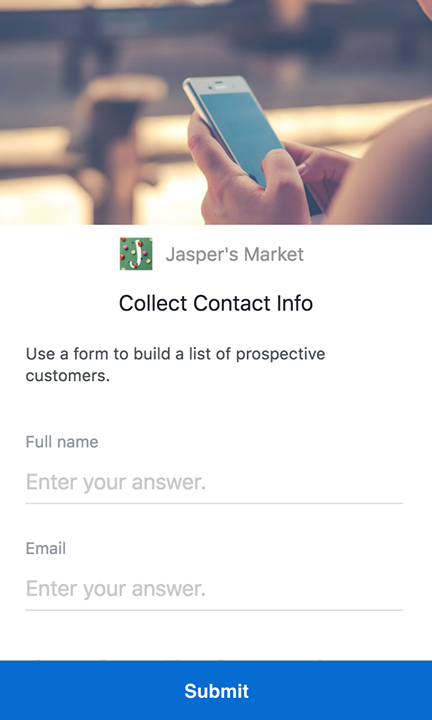 Jasper's Market
Collect Contact Info
Use a form to build a list of prospective
customers.
Full name
Enter your answer.
Email
Enter your answer.
Submit